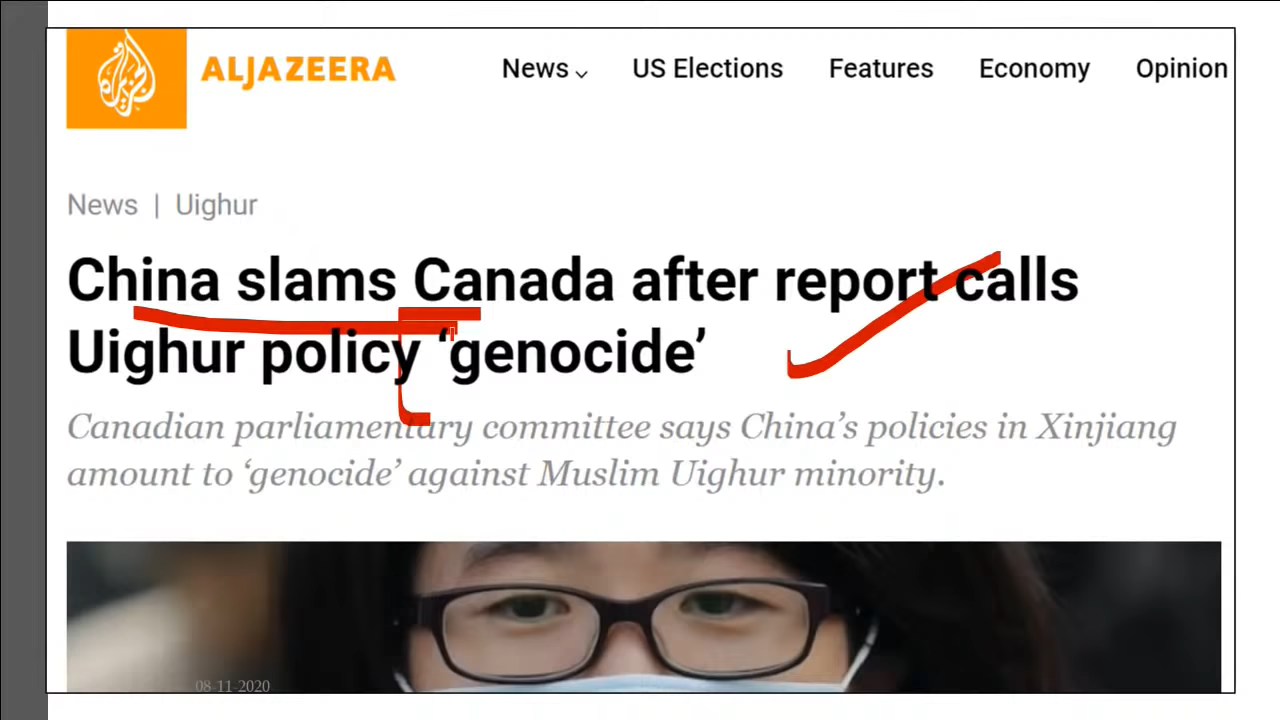 ALJAZEERA
News US Elections Features Economy Opinion
News | Uighur
China slams Canada after report calls
Uighur policy ‘genocide’
Canadian parliamentary committee says China’s policies in Xinjiang
amount to ‘genocide’ against Muslim Uighur minority.
08-11-2020